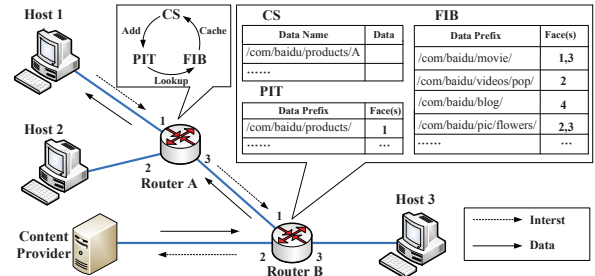 Host 1
CS
Add
Cache
PIT
FIB
Lookup
CS
Data Name Data
/com/baidu/products/A
......
PIT
Data Prefix Face(s)
/com/baidu/products/ 1
...... ...
FIB
Data Prefix Face(s)
/com/baidu/movie/ 1,3
/com/baidu/videos/pop/ 2
/com/baidu/blog/ 4
/com/baidu/pic/flowers/ 2,3
...... ...
Host 2
1
2
3
Router A
Host 3
Content
Provider
1
2
3
Router B
Interst
Data